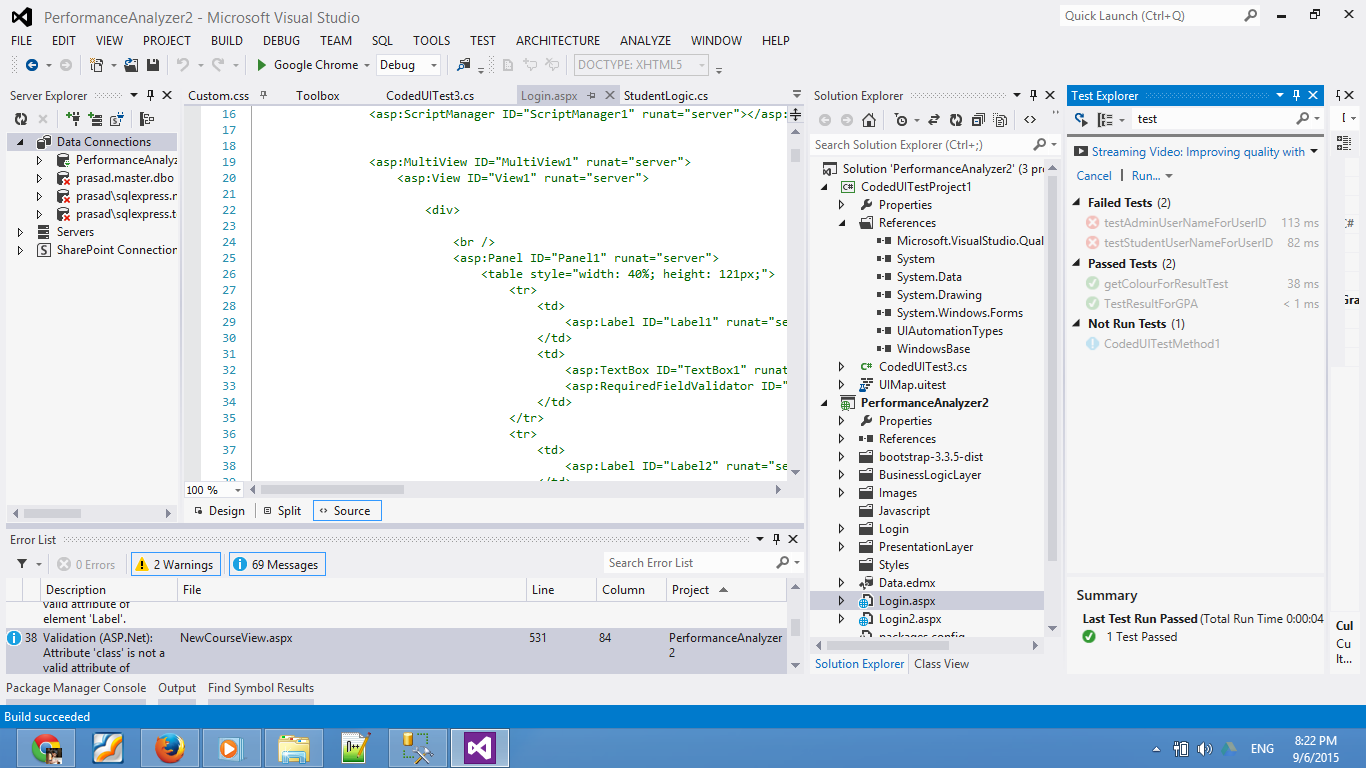 PerformanceAnalyzer2 - Microsoft Visual Studio
Quick Launch (Ctrl+Q)
FILE EDIT VIEW PROJECT BUILD DEBUG TEAM SQL TOOLS TEST ARCHITECTURE ANALYZE WINDOW HELP
Google Chrome Debug DOCTYPE: XHTML5
Server Explorer
Data Connections
PerformanceAnalyz
prasad.master.dbo
prasad\sqlexpress.n
prasad\sqlexpress.t
Servers
SharePoint Connection
Custom.css Toolbox CodedUITest3.cs Login.aspx StudentLogic.cs
16 <asp:ScriptManager ID="ScriptManager1" runat="server"></asp:
17
18
19 <asp:MultiView ID="MultiView1" runat="server">
20 <asp:View ID="View1" runat="server">
21
22 <div>
23
24 <br />
25 <asp:Panel ID="Panel1" runat="server">
26 <table style="width: 40%; height: 121px;">
27 <tr>
28 <td>
29 <asp:Label ID="Label1" runat="se
30 </td>
31 <td>
32 <asp:TextBox ID="TextBox1" runat
33 <asp:RequiredFieldValidator ID="
34 </td>
35 </tr>
36 <tr>
37 <td>
38 <asp:Label ID="Label2" runat="se
39 </td>
100 %
Design Split Source
Solution Explorer
Search Solution Explorer (Ctrl+;)
Solution 'PerformanceAnalyzer2' (3 pr
CodedUITestProject1
Properties
References
Microsoft.VisualStudio.Qual
System
System.Data
System.Drawing
System.Windows.Forms
UIAutomationTypes
WindowsBase
CodedUITest3.cs
UIMap.uitest
PerformanceAnalyzer2
Properties
References
bootstrap-3.3.5-dist
BusinessLogicLayer
Images
Javascript
Login
PresentationLayer
Styles
Data.edmx
Login.aspx
Login2.aspx
packages.config
Solution Explorer Class View
Test Explorer
test
Streaming Video: Improving quality with
Cancel Run...
Failed Tests (2)
testAdminUserNameForUserID 113 ms
testStudentUserNameForUserID 82 ms
Passed Tests (2)
getColourForResultTest 38 ms
TestResultForGPA < 1 ms
Not Run Tests (1)
CodedUITestMethod1
Summary
Last Test Run Passed (Total Run Time 0:00:04
1 Test Passed
C#
Gra
Cul
Cu
It...
Error List
0 Errors 2 Warnings 69 Messages Search Error List
Description File Line Column Project
valid attribute of
element 'Label'.
38 Validation (ASP.Net): NewCourseView.aspx 531 84 PerformanceAnalyzer
Attribute 'class' is not a 2
valid attribute of
Package Manager Console Output Find Symbol Results
Build succeeded
N++
ENG
8:22 PM
9/6/2015